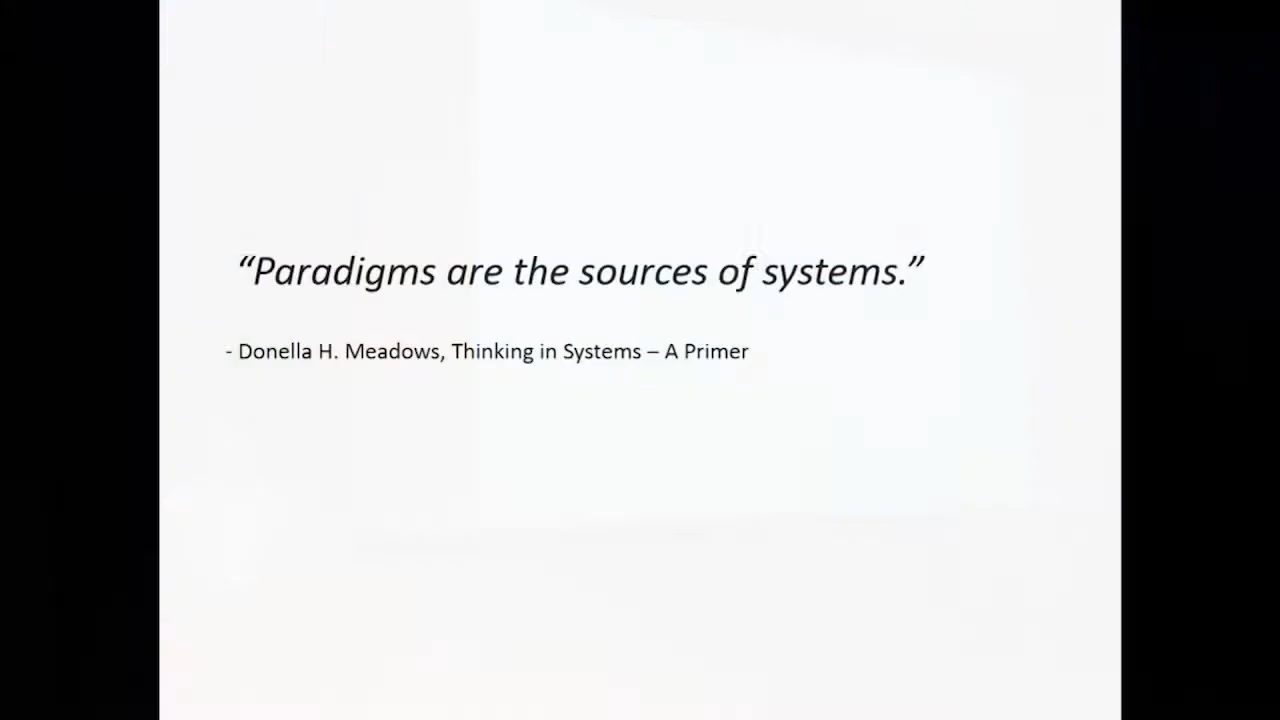 “Paradigms are the sources of systems.”
- Donella H. Meadows, Thinking in Systems – A Primer